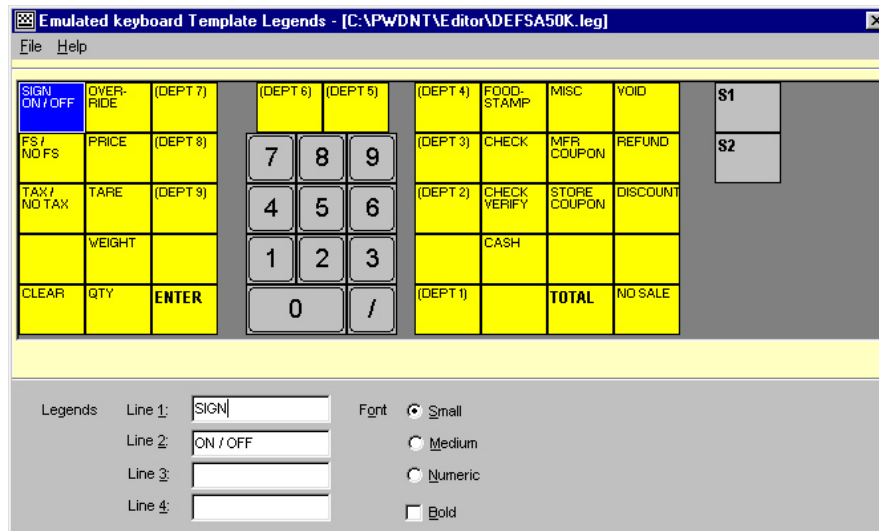 Emulated keyboard Template Legends - [C:\PWDNT\Editor\DEFSA50K.leg]
File Help
SIGN ON / OFF
OVER-RIDE
(DEPT 7)
(DEPT 6)
(DEPT 5)
(DEPT 4)
FOOD-STAMP
MISC
VOID
S1
FS / NO FS
PRICE
(DEPT 8)
7
8
9
(DEPT 3)
CHECK
MFR COUPON
REFUND
S2
TAX / NO TAX
TARE
(DEPT 9)
4
5
6
(DEPT 2)
CHECK VERIFY
STORE COUPON
DISCOUNT
WEIGHT
1
2
3
CASH
CLEAR
QTY
ENTER
0
/
(DEPT 1)
TOTAL
NO SALE
Legends Line 1: SIGN Font Small
Line 2: ON / OFF Medium
Line 3: Numeric
Line 4: Bold